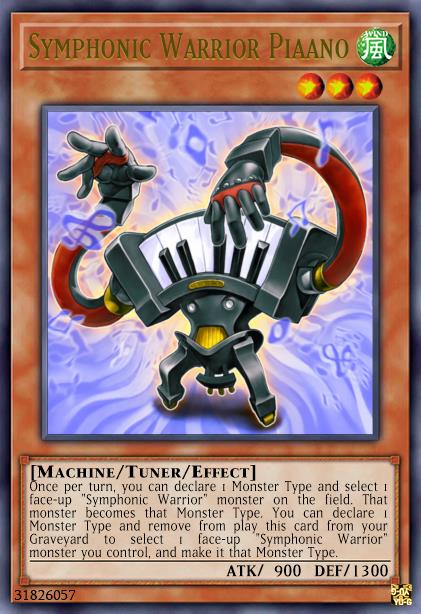 Symphonic Warrior Piaano
WIND
風
[Machine/Tuner/Effect]
Once per turn, you can declare 1 Monster Type and select 1
face-up "Symphonic Warrior" monster on the field. That
monster becomes that Monster Type. You can declare 1
Monster Type and remove from play this card from your
Graveyard to select 1 face-up "Symphonic Warrior"
monster you control, and make it that Monster Type.
ATK/ 900 DEF/1300
31826057